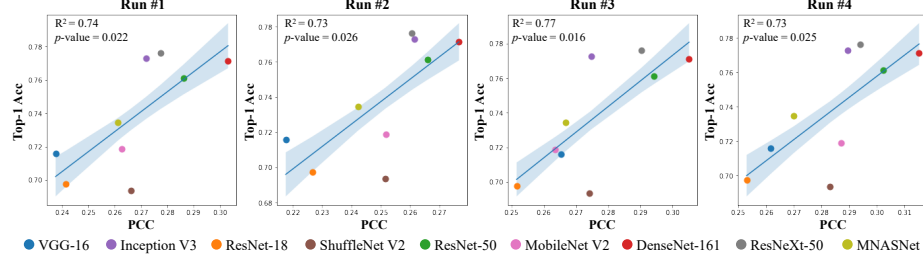 Run #1
R² = 0.74
p-value = 0.022
Top-1 Acc
0.78
0.76
0.74
0.72
0.70
0.24
0.25
0.26
0.27
0.28
0.29
0.30
PCC
Run #2
R² = 0.73
p-value = 0.026
Top-1 Acc
0.78
0.76
0.74
0.72
0.70
0.68
0.22
0.23
0.24
0.25
0.26
0.27
PCC
Run #3
R² = 0.77
p-value = 0.016
Top-1 Acc
0.78
0.76
0.74
0.72
0.70
0.25
0.26
0.27
0.28
0.29
0.30
PCC
Run #4
R² = 0.73
p-value = 0.025
Top-1 Acc
0.78
0.76
0.74
0.72
0.70
0.25
0.26
0.27
0.28
0.29
0.30
0.31
PCC
VGG-16 Inception V3 ResNet-18 ShuffleNet V2 ResNet-50 MobileNet V2 DenseNet-161 ResNeXt-50 MNASNet